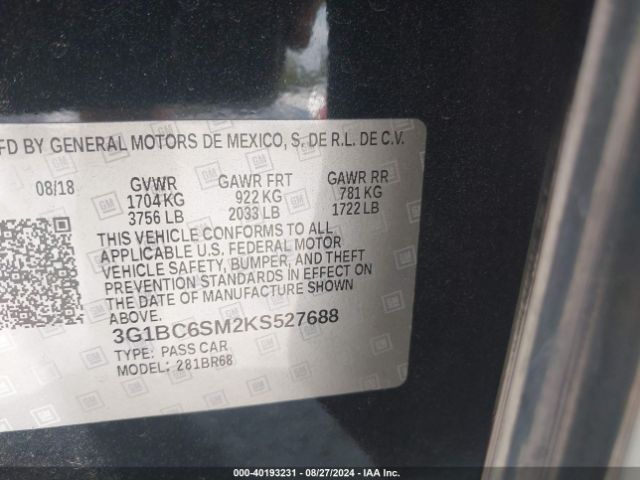 FD BY GENERAL MOTORS DE MEXICO, S. DE R.L. DE C.V.
08/18 GVWR GAWR FRT GAWR RR
1704 KG 922 KG 781 KG
3756 LB 2033 LB 1722 LB
THIS VEHICLE CONFORMS TO ALL
APPLICABLE U.S. FEDERAL MOTOR
VEHICLE SAFETY, BUMPER, AND THEFT
PREVENTION STANDARDS IN EFFECT ON
THE DATE OF MANUFACTURE SHOWN
ABOVE.
3G1BC6SM2KS527688
TYPE: PASS CAR
MODEL: 281BR68
000-40193231 - 08/27/2024 - IAA Inc.